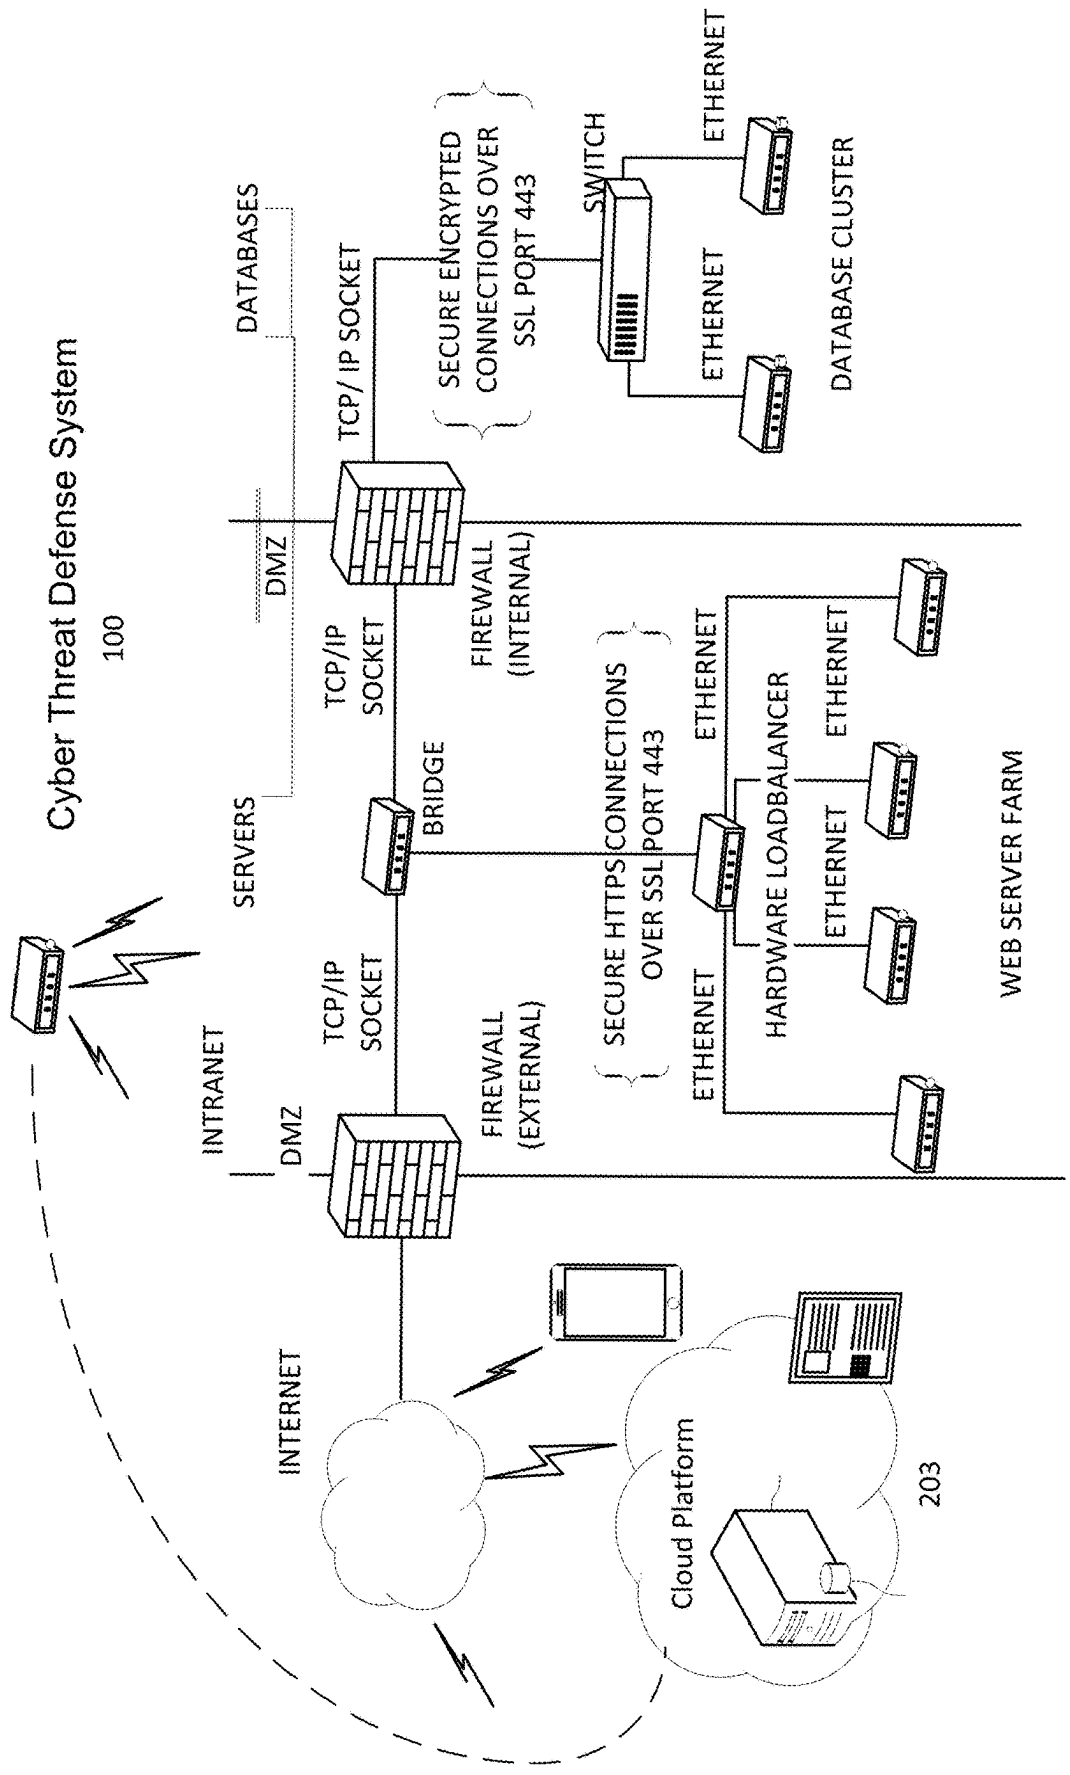 Cyber Threat Defense System
100
INTERNET
INTRANET
DMZ
SERVERS
DMZ
DATABASES
TCP/IP
SOCKET
TCP/IP
SOCKET
TCP/ IP SOCKET
FIREWALL
(EXTERNAL)
BRIDGE
FIREWALL
(INTERNAL)
SECURE ENCRYPTED
CONNECTIONS OVER
SSL PORT 443
SECURE HTTPS CONNECTIONS
OVER SSL PORT 443
SWITCH
ETHERNET
ETHERNET
ETHERNET
ETHERNET
HARDWARE LOADBALANCER
ETHERNET
ETHERNET
DATABASE CLUSTER
WEB SERVER FARM
Cloud Platform
203